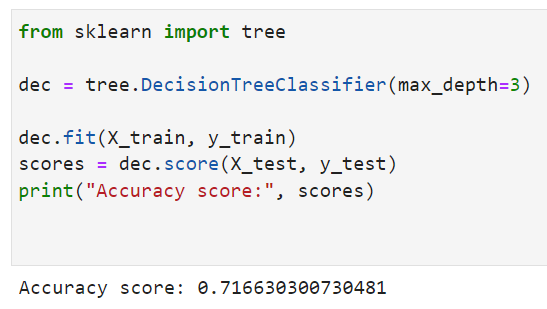 from sklearn import tree
dec = tree.DecisionTreeClassifier(max_depth=3)
dec.fit(X_train, y_train)
scores = dec.score(X_test, y_test)
print("Accuracy score:", scores)
Accuracy score: 0.716630300730481